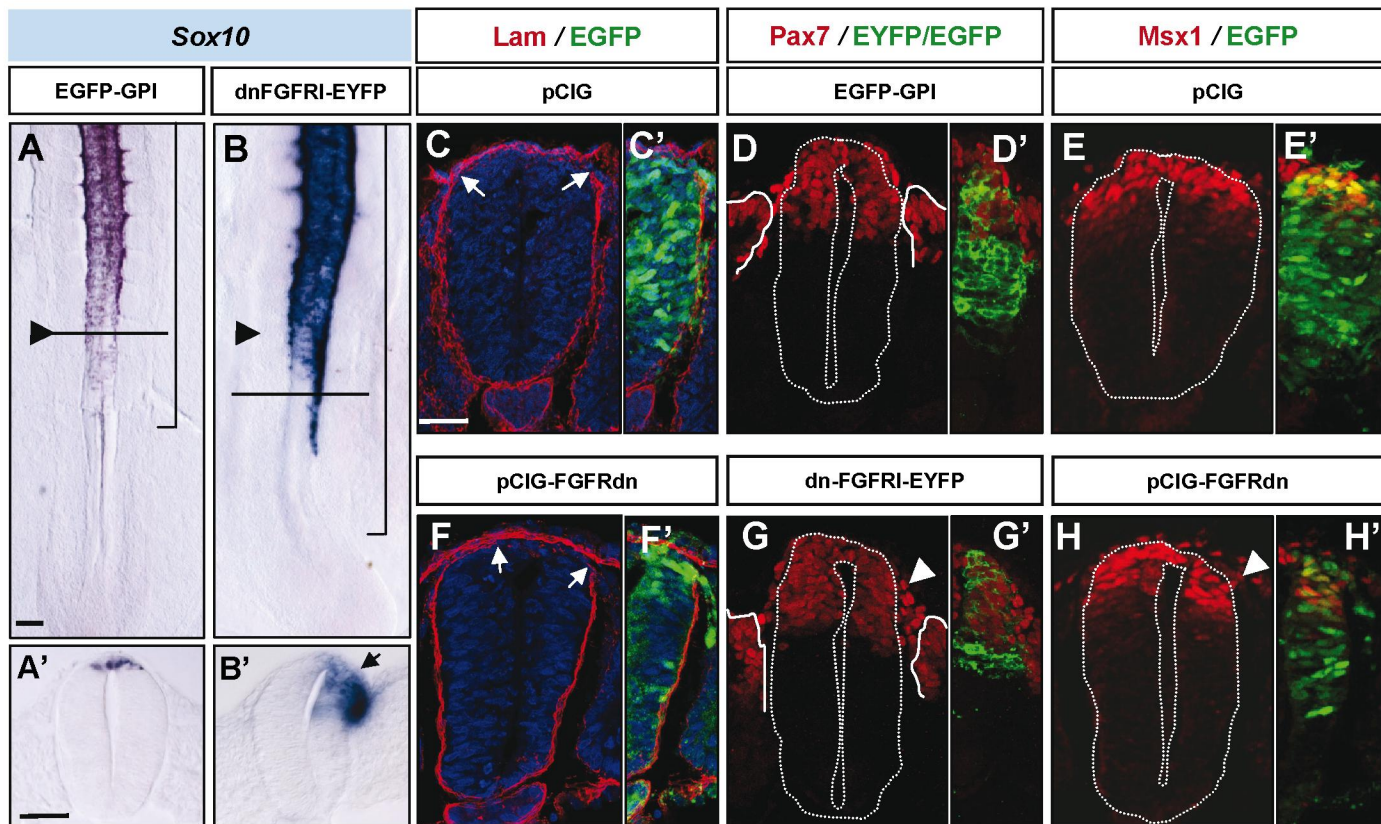 Sox10
Lam / EGFP
Pax7 / EYFP/EGFP
Msx1 / EGFP
EGFP-GPI
dnFGFRI-EYFP
pCIG
EGFP-GPI
pCIG
A
B
C
C’
D
D’
E
E’
pCIG-FGFRdn
dn-FGFRI-EYFP
pCIG-FGFRdn
F
F’
G
G’
H
H’
A’
B’